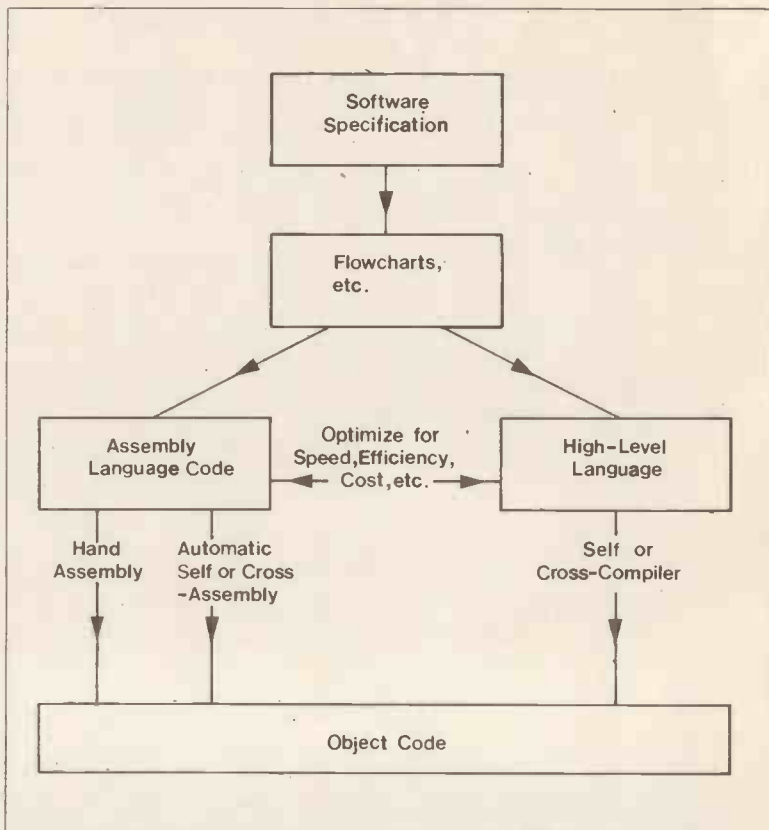 Software
Specification
Flowcharts,
etc.
Assembly
Language Code
Optimize for
Speed,Efficiency,
Cost,etc.
High-Level
Language
Hand
Assembly
Automatic
Self or Cross
-Assembly
Self or
Cross-Compiler
Object Code